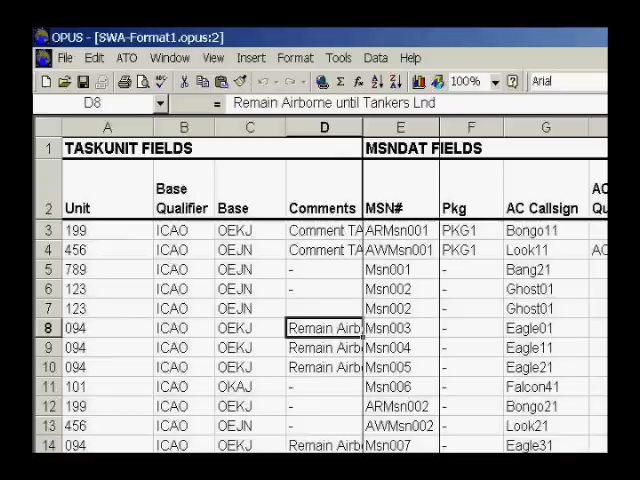 OPUS - [SWA-Format1.opus:2]
File Edit ATO Window View Insert Format Tools Data Help
100% Arial
D8 = Remain Airborne until Tankers Lnd
A B C D E F G
1 TASKUNIT FIELDS MSNDAT FIELDS
2 Unit Base Qualifier Base Comments MSN# Pkg AC Callsign
3 199 ICAO OEKJ Comment TA ARMsn001 PKG1 Bongo11
4 456 ICAO OEJN Comment TA AWMsn001 PKG1 Look11
5 789 ICAO OEJN - Msn001 - Bang21
6 123 ICAO OEJN - Msn002 - Ghost01
7 123 ICAO OEJN - Msn002 - Ghost01
8 094 ICAO OEKJ Remain Airb Msn003 - Eagle01
9 094 ICAO OEKJ Remain Airb Msn004 - Eagle11
10 094 ICAO OEKJ Remain Airb Msn005 - Eagle21
11 101 ICAO OKAJ - Msn006 - Falcon41
12 199 ICAO OEKJ - ARMsn002 - Bongo21
13 456 ICAO OEJN - AWMsn002 - Look21
14 094 ICAO OEKJ Remain Airb Msn007 - Eagle31